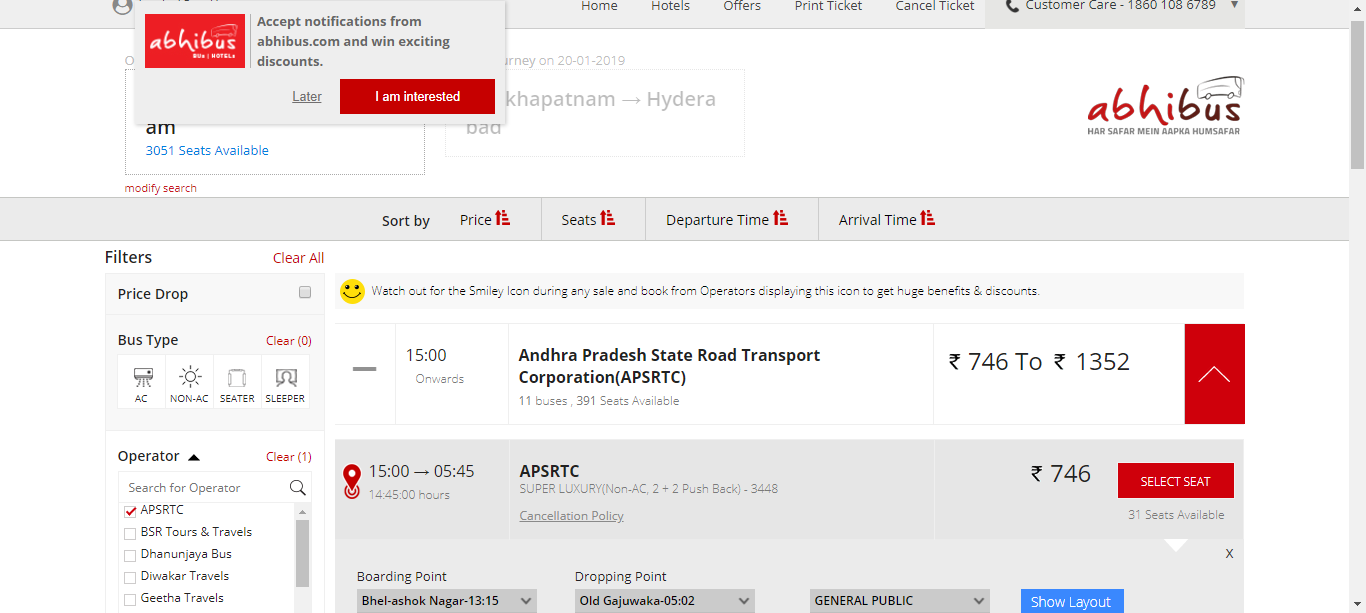 Home Hotels Offers Print Ticket Cancel Ticket Customer Care - 1860 108 6789
abhibus
BUS | HOTELS
Accept notifications from
abhibus.com and win exciting
discounts.
Later I am interested
am
3051 Seats Available
modify search
urney on 20-01-2019
khapatnam → Hydera
bad
abhibus
HAR SAFAR MEIN AAPKA HUMSAFAR
Sort by Price Seats Departure Time Arrival Time
Filters Clear All
Price Drop
Bus Type Clear (0)
AC NON-AC SEATER SLEEPER
Operator Clear (1)
Search for Operator
APSRTC
BSR Tours & Travels
Dhanunjaya Bus
Diwakar Travels
Geetha Travels
Watch out for the Smiley Icon during any sale and book from Operators displaying this icon to get huge benefits & discounts.
15:00
Onwards
Andhra Pradesh State Road Transport
Corporation(APSRTC)
11 buses , 391 Seats Available
₹ 746 To ₹ 1352
15:00 → 05:45
14:45:00 hours
APSRTC
SUPER LUXURY(Non-AC, 2 + 2 Push Back) - 3448
Cancellation Policy
₹ 746
SELECT SEAT
31 Seats Available
X
Boarding Point Dropping Point
Bhel-ashok Nagar-13:15 Old Gajuwaka-05:02 GENERAL PUBLIC Show Layout